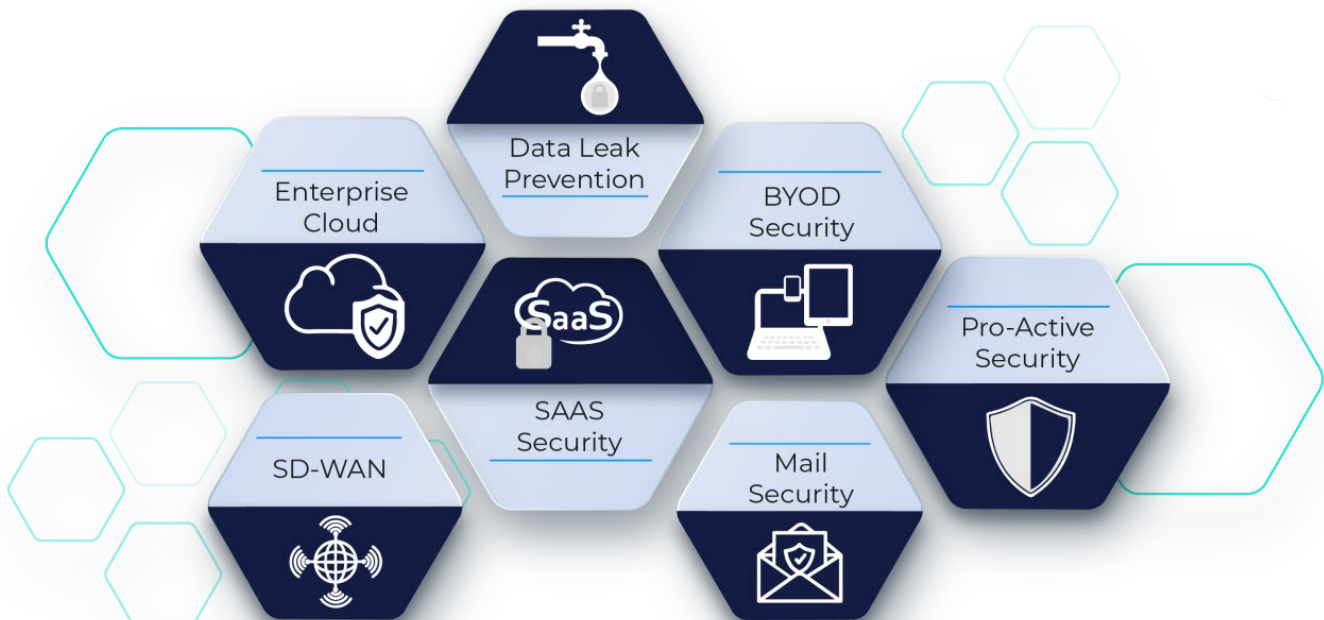 Data Leak
Prevention
Enterprise
Cloud
BYOD
Security
SaaS
Pro-Active
Security
SAAS
Security
SD-WAN
Mail
Security